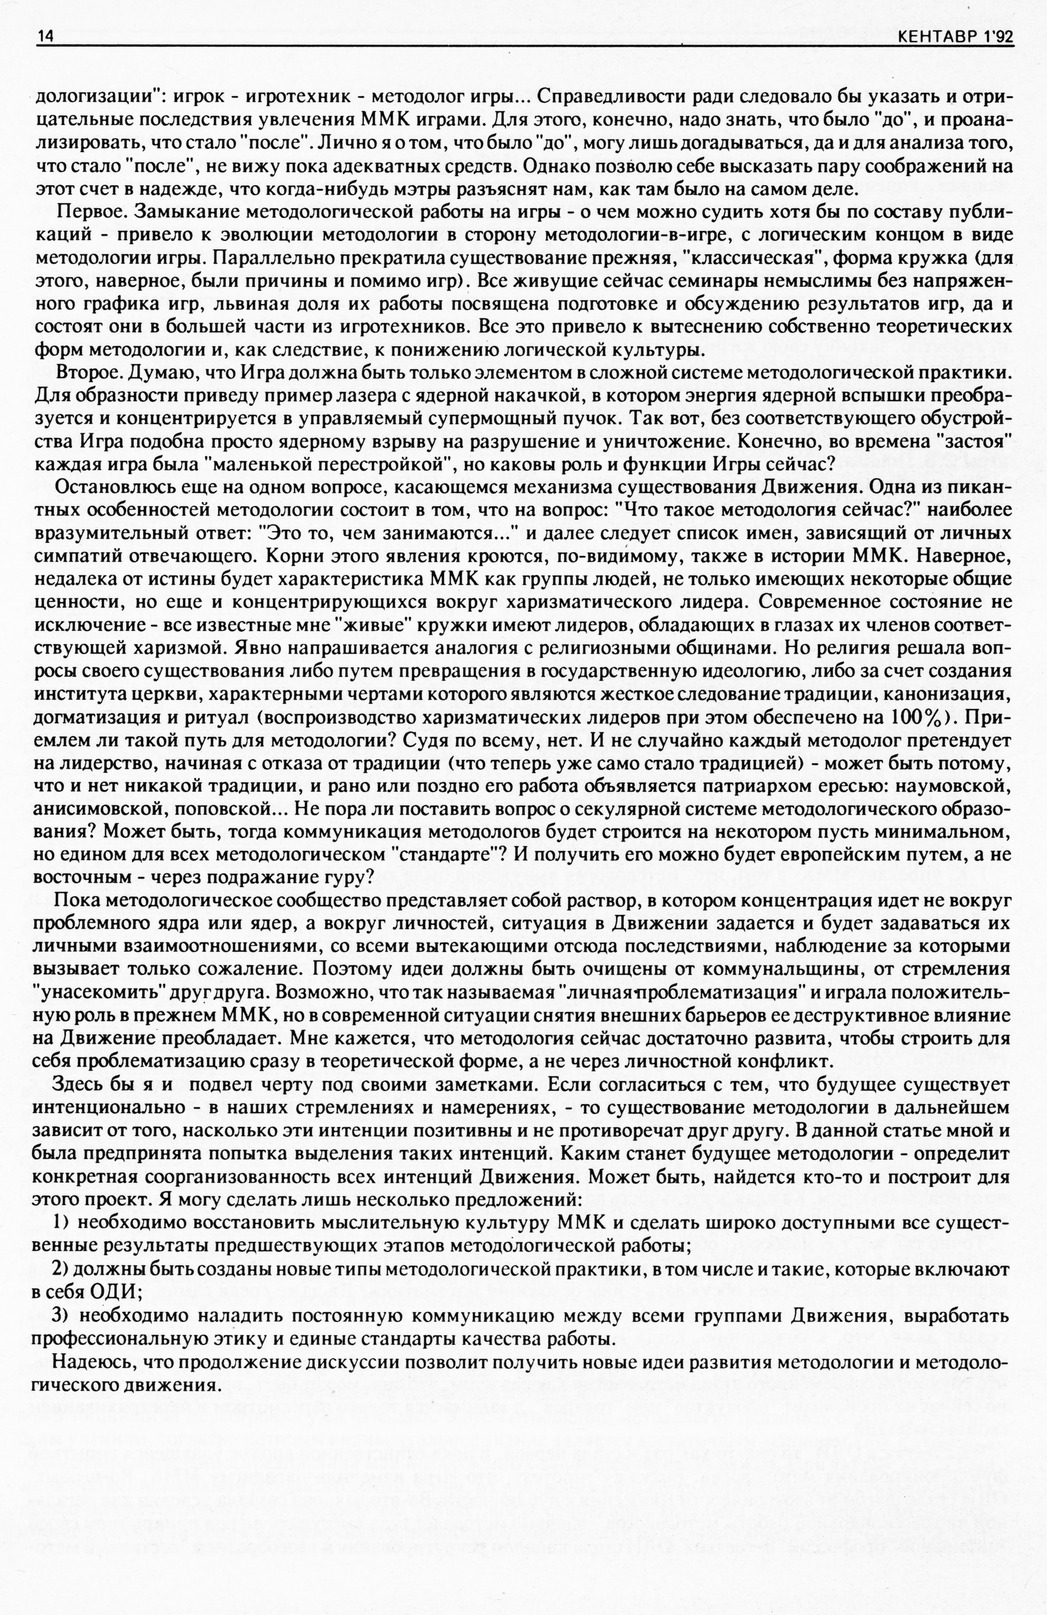 14
КЕНТАВР 1'92
дологизации": игрок - игротехник - методолог игры... Справедливости ради следовало бы указать и отри-
цательные последствия увлечения ММК играми. Для этого, конечно, надо знать, что было "до", и проана-
лизировать, что стало "после". Лично я о том, что было "до", могу лишь догадываться, да и для анализа того,
что стало "после", не вижу пока адекватных средств. Однако позволю себе высказать пару соображений на
этот счет в надежде, что когда-нибудь мэтры разъяснят нам, как там было на самом деле.
Первое. Замыкание методологической работы на игры - о чем можно судить хотя бы по составу публи-
каций - привело к эволюции методологии в сторону методологии-в-игре, с логическим концом в виде
методологии игры. Параллельно прекратила существование прежняя, "классическая", форма кружка (для
этого, наверное, были причины и помимо игр). Все живущие сейчас семинары немыслимы без напряжен-
ного графика игр, львиная доля их работы посвящена подготовке и обсуждению результатов игр, да и
состоят они в большей части из игротехников. Все это привело к вытеснению собственно теоретических
форм методологии и, как следствие, к понижению логической культуры.
Второе. Думаю, что Игра должна быть только элементом в сложной системе методологической практики.
Для образности приведу пример лазера с ядерной накачкой, в котором энергия ядерной вспышки преобра-
зуется и концентрируется в управляемый супермощный пучок. Так вот, без соответствующего обустрой-
ства Игра подобна просто ядерному взрыву на разрушение и уничтожение. Конечно, во времена "застоя"
каждая игра была "маленькой перестройкой", но каковы роль и функции Игры сейчас?
Остановлюсь еще на одном вопросе, касающемся механизма существования Движения. Одна из пикан-
тных особенностей методологии состоит в том, что на вопрос: "Что такое методология сейчас?" наиболее
вразумительный ответ: "Это то, чем занимаются..." и далее следует список имен, зависящий от личных
симпатий отвечающего. Корни этого явления кроются, по-видимому, также в истории ММК. Наверное,
недалека от истины будет характеристика ММК как группы людей, не только имеющих некоторые общие
ценности, но еще и концентрирующихся вокруг харизматического лидера. Современное состояние не
исключение - все известные мне "живые" кружки имеют лидеров, обладающих в глазах их членов соответ-
ствующей харизмой. Явно напрашивается аналогия с религиозными общинами. Но религия решала воп-
росы своего существования либо путем превращения в государственную идеологию, либо за счет создания
института церкви, характерными чертами которого являются жесткое следование традиции, канонизация,
догматизация и ритуал (воспроизводство харизматических лидеров при этом обеспечено на 100%). При-
емлем ли такой путь для методологии? Судя по всему, нет. И не случайно каждый методолог претендует
на лидерство, начиная с отказа от традиции (что теперь уже само стало традицией) - может быть потому,
что и нет никакой традиции, и рано или поздно его работа объявляется патриархом ересью: наумовской,
анисимовской, поповской... Не пора ли поставить вопрос о секулярной системе методологического образо-
вания? Может быть, тогда коммуникация методологов будет строится на некотором пусть минимальном,
но едином для всех методологическом "стандарте"? И получить его можно будет европейским путем, а не
восточным - через подражание гуру?
Пока методологическое сообщество представляет собой раствор, в котором концентрация идет не вокруг
проблемного ядра или ядер, а вокруг личностей, ситуация в Движении задается и будет задаваться их
личными взаимоотношениями, со всеми вытекающими отсюда последствиями, наблюдение за которыми
вызывает только сожаление. Поэтому идеи должны быть очищены от коммунальщины, от стремления
"унасекомить" друг друга. Возможно, что так называемая "личная-проблематизация" и играла положитель-
ную роль в прежнем ММК, но в современной ситуации снятия внешних барьеров ее деструктивное влияние
на Движение преобладает. Мне кажется, что методология сейчас достаточно развита, чтобы строить для
себя проблематизацию сразу в теоретической форме, а не через личностной конфликт.
Здесь бы я и подвел черту под своими заметками. Если согласиться с тем, что будущее существует
интенционально - в наших стремлениях и намерениях, - то существование методологии в дальнейшем
зависит от того, насколько эти интенции позитивны и не противоречат друг другу. В данной статье мной и
была предпринята попытка выделения таких интенций. Каким станет будущее методологии - определит
конкретная соорганизованность всех интенций Движения. Может быть, найдется кто-то и построит для
этого проект. Я могу сделать лишь несколько предложений:
1) необходимо восстановить мыслительную культуру ММК и сделать широко доступными все сущест-
венные результаты предшествующих этапов методологической работы;
2) должны быть созданы новые типы методологической практики, в том числе и такие, которые включают
в себя ОДИ;
3) необходимо наладить постоянную коммуникацию между всеми группами Движения, выработать
профессиональную этику и единые стандарты качества работы.
Надеюсь, что продолжение дискуссии позволит получить новые идеи развития методологии и методоло-
гического движения.